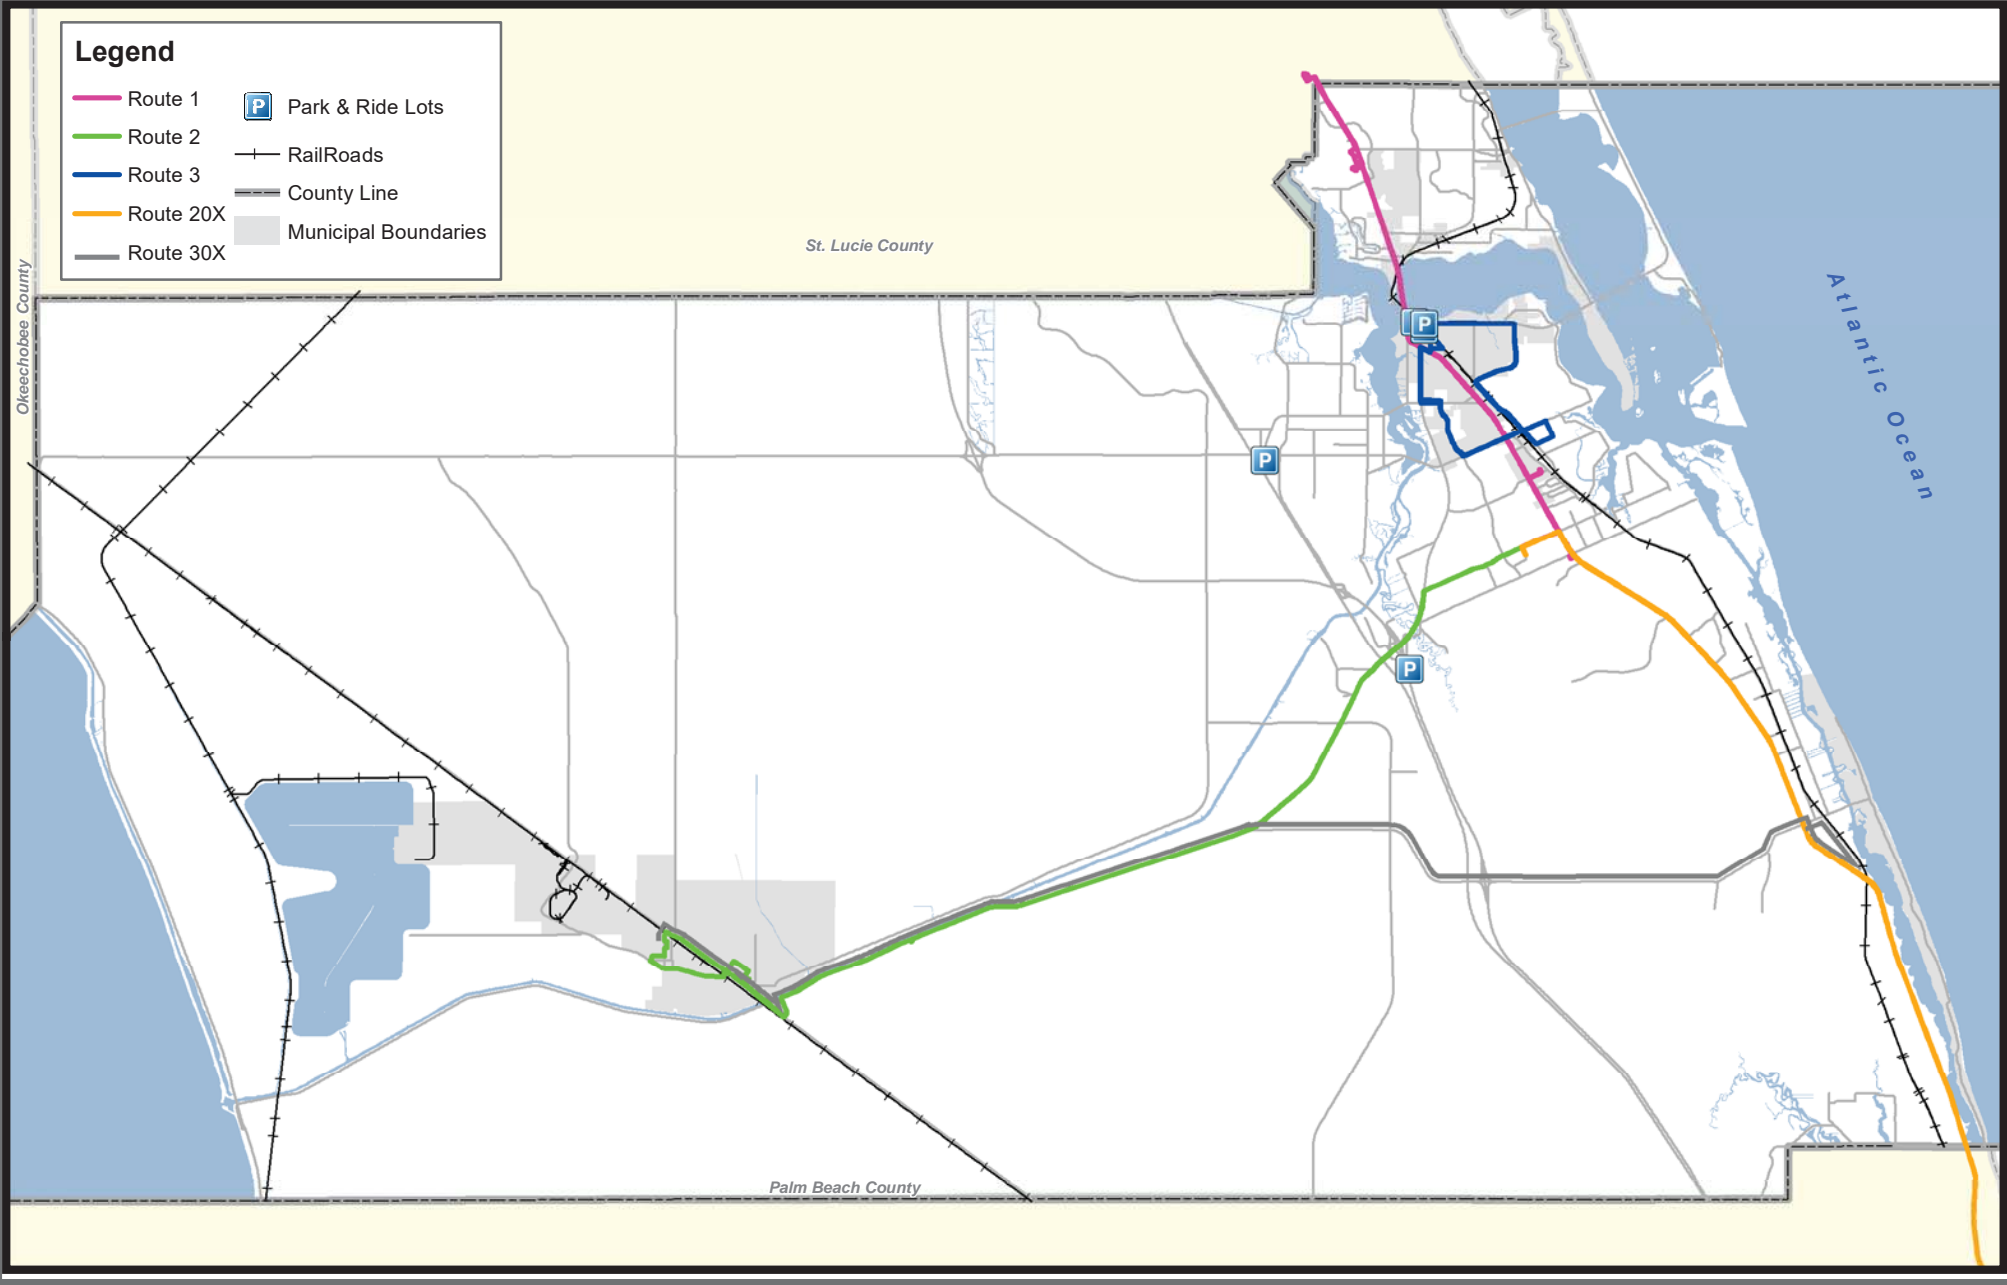 Legend
Route 1
Route 2
Route 3
Route 20X
Route 30X
P
Park & Ride Lots
RailRoads
County Line
Municipal Boundaries
St. Lucie County
Okeechobee County
Atlantic Ocean
P
P
P
Palm Beach County